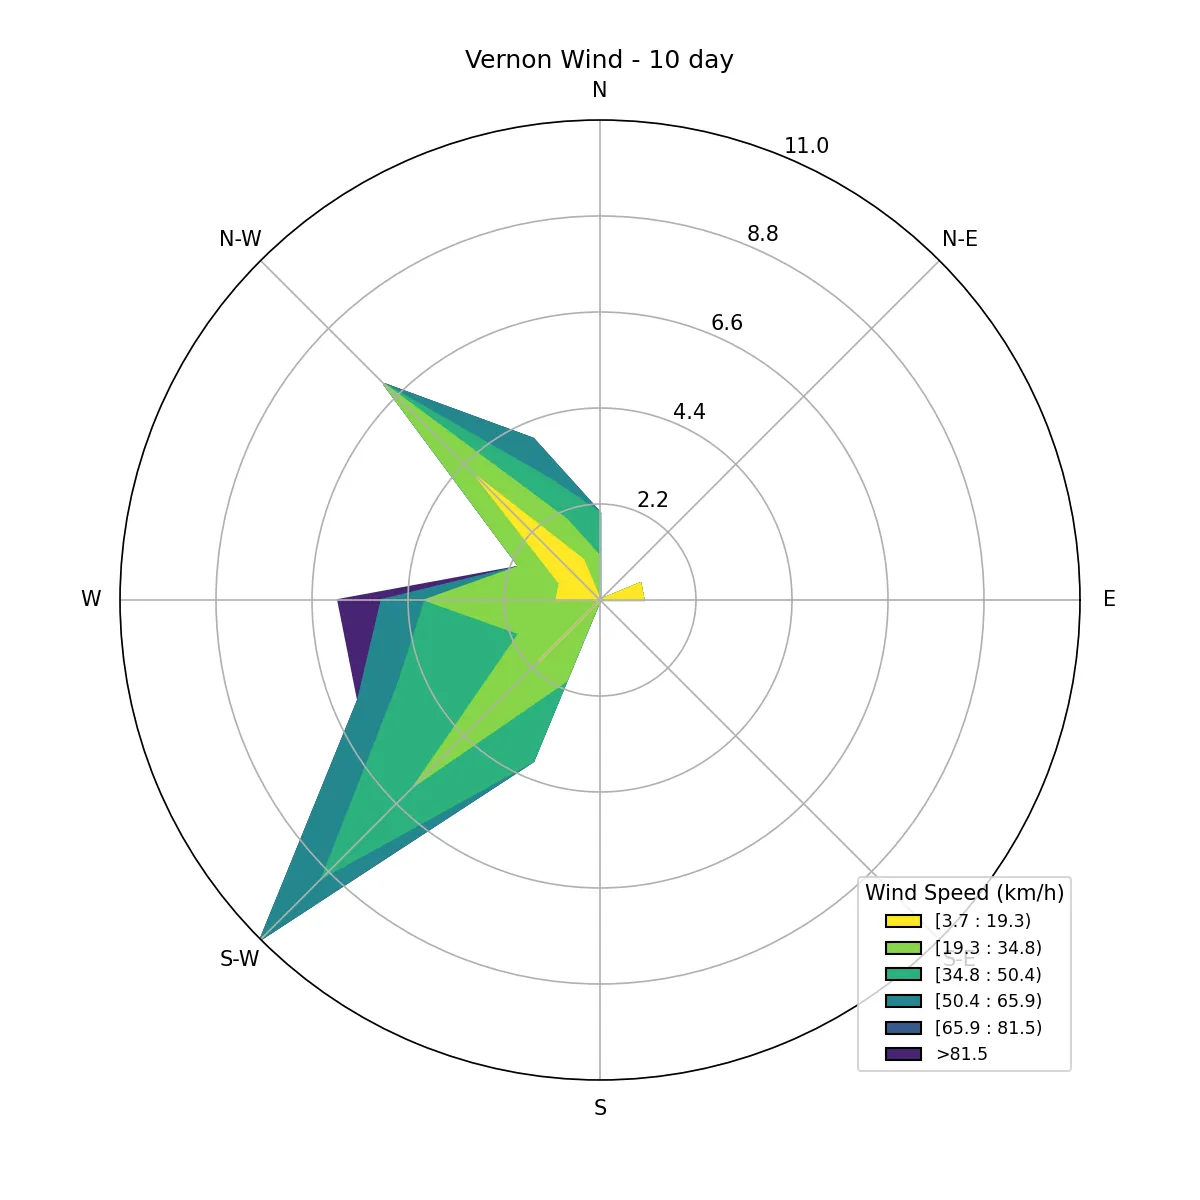 Vernon Wind - 10 day
N
11.0
N-W
N-E
8.8
6.6
4.4
2.2
W
E
S-W
S-E
S
Wind Speed (km/h)
[3.7 : 19.3)
[19.3 : 34.8)
[34.8 : 50.4)
[50.4 : 65.9)
[65.9 : 81.5)
>81.5